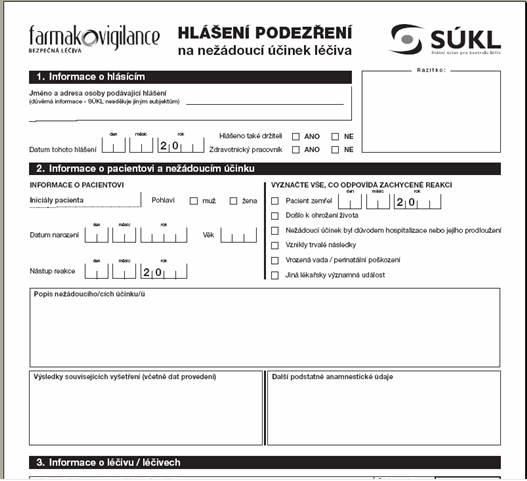 farmakovigilance
BEZPEČNÁ LÉČIVA
HLÁŠENÍ PODEZŘENÍ
na nežádoucí účinek léčiva
SÚKL
Státní ústav pro kontrolu léčiv
1. Informace o hlásícím
Razítko:
Jméno a adresa osoby podávající hlášení
(důvěrná informace - SÚKL nesděluje jiným subjektům)
den měsíc rok
Datum tohoto hlášení 2 0
Hlášeno také držiteli ANO NE
Zdravotnický pracovník ANO NE
2. Informace o pacientovi a nežádoucím účinku
INFORMACE O PACIENTOVI
Iniciály pacienta Pohlaví muž žena
den měsíc rok
Datum narození Věk
den měsíc rok
Nástup reakce 2 0
VYZNAČTE VŠE, CO ODPOVÍDÁ ZACHYCENÉ REAKCI
den měsíc rok
Pacient zemřel 2 0
Došlo k ohrožení života
Nežádoucí účinek byl důvodem hospitalizace nebo jejího prodloužení
Vznikly trvalé následky
Vrozená vada / perinatální poškození
Jiná lékařsky významná událost
Popis nežádoucího/cích účinku/ů
Výsledky souvisejících vyšetření (včetně dat provedení)
Další podstatné anamnestické údaje
3. Informace o léčivu / léčivech